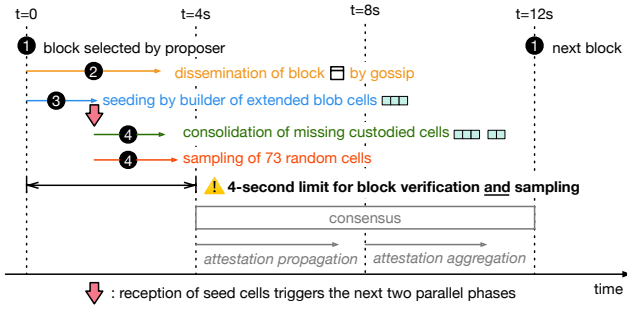 t=0 t=4s t=8s t=12s
1 block selected by proposer 1 next block
2 dissemination of block by gossip
3 seeding by builder of extended blob cells
4 consolidation of missing custodied cells
4 sampling of 73 random cells
4-second limit for block verification and sampling
consensus
attestation propagation attestation aggregation
time
: reception of seed cells triggers the next two parallel phases